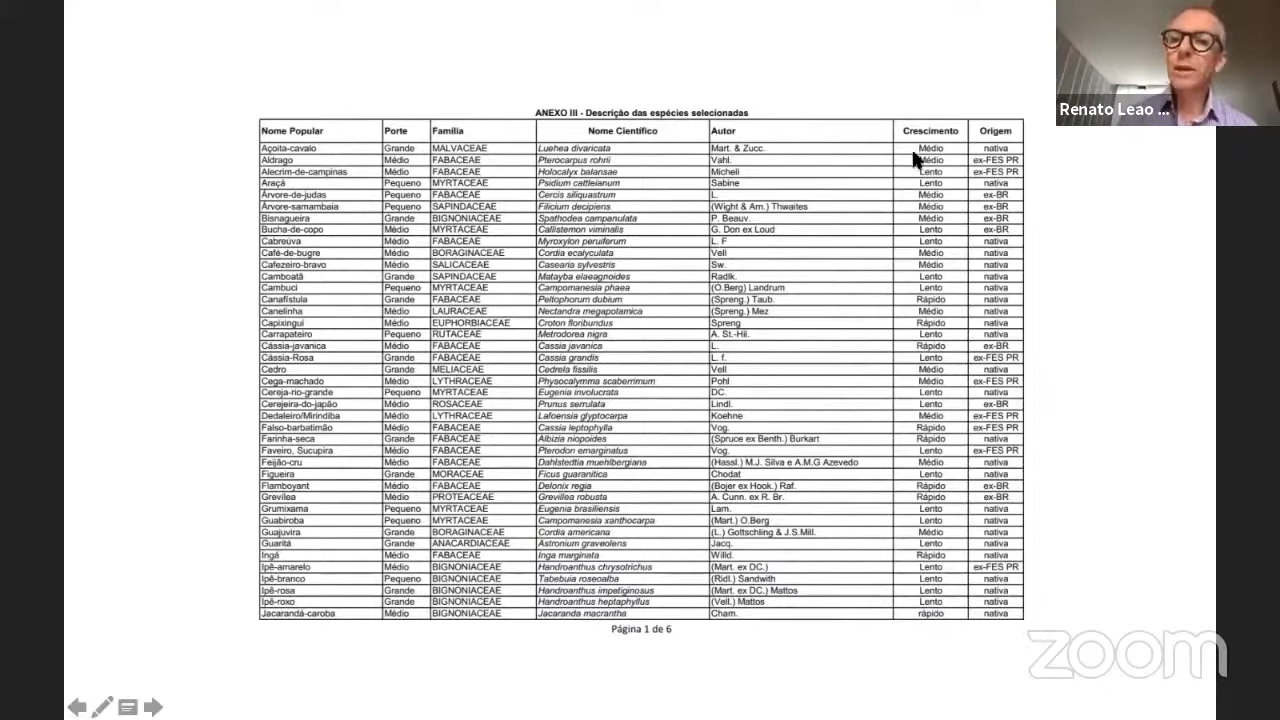 Renato Leao ...
ANEXO III - Descrição das espécies selecionadas
Nome Popular Porte Família Nome Científico Autor Crescimento Origem
Açoita-cavalo Grande MALVACEAE Luehea divaricata Mart. & Zucc. Médio nativa
Aldrago Médio FABACEAE Pterocarpus rohrii Vahl. Médio ex-FES PR
Alecrim-de-campinas Médio FABACEAE Holocalyx balansae Micheli Lento ex-FES PR
Araçá Pequeno MYRTACEAE Psidium cattleianum Sabine Lento nativa
Árvore-de-judas Pequeno FABACEAE Cercis siliquastrum L. Médio ex-BR
Árvore-samambaia Pequeno SAPINDACEAE Filicium decipiens (Wight & Arn.) Thwaites Médio ex-BR
Bisnagueira Grande BIGNONIACEAE Spathodea campanulata P. Beauv. Médio ex-BR
Bucha-de-copo Médio MYRTACEAE Callistemon viminalis G. Don ex Loud Lento ex-BR
Cabreúva Médio FABACEAE Myroxylon peruiferum L. F Lento nativa
Café-de-bugre Médio BORAGINACEAE Cordia ecalyculata Vell Médio nativa
Cafezeiro-bravo Médio SALICACEAE Casearia sylvestris Sw. Médio nativa
Camboatã Grande SAPINDACEAE Matayba elaeagnoides Radlk. Lento nativa
Cambuci Pequeno MYRTACEAE Campomanesia phaea (O.Berg) Landrum Lento nativa
Canafístula Grande FABACEAE Peltophorum dubium (Spreng.) Taub. Rápido nativa
Canelinha Médio LAURACEAE Nectandra megapotamica (Spreng.) Mez Médio nativa
Capixingui Médio EUPHORBIACEAE Croton floribundus Spreng Rápido nativa
Carrapateiro Pequeno RUTACEAE Metrodorea nigra A. St.-Hil. Lento nativa
Cássia-javanica Médio FABACEAE Cassia javanica L. Rápido ex-BR
Cássia-Rosa Grande FABACEAE Cassia grandis L. f. Lento ex-FES PR
Cedro Grande MELIACEAE Cedrela fissilis Vell Médio nativa
Cega-machado Médio LYTHRACEAE Physocalymma scaberrimum Pohl Médio ex-FES PR
Cereja-rio-grande Pequeno MYRTACEAE Eugenia involucrata DC. Lento nativa
Cerejeira-do-japão Médio ROSACEAE Prunus serrulata Lindl. Lento ex-BR
Dedaleiro/Mirindiba Médio LYTHRACEAE Lafoensia glyptocarpa Koehne Médio ex-FES PR
Falso-barbatimão Médio FABACEAE Cassia leptophylla Vog. Rápido ex-FES PR
Farinha-seca Grande FABACEAE Albizia niopoides (Spruce ex Benth.) Burkart Rápido nativa
Faveiro, Sucupira Médio FABACEAE Pterodon emarginatus Vog. Lento ex-FES PR
Feijão-cru Médio FABACEAE Dahlstedtia muehlbergiana (Hassl.) M.J. Silva e A.M.G Azevedo Médio nativa
Figueira Grande MORACEAE Ficus guaranitica Chodat Lento nativa
Flamboyant Médio FABACEAE Delonix regia (Bojer ex Hook.) Raf. Rápido ex-BR
Grevilea Médio PROTEACEAE Grevillea robusta A. Cunn. ex R. Br. Rápido ex-BR
Grumixama Pequeno MYRTACEAE Eugenia brasiliensis Lam. Lento nativa
Guabiroba Pequeno MYRTACEAE Campomanesia xanthocarpa (Mart.) O.Berg Lento nativa
Guajuvira Grande BORAGINACEAE Cordia americana (L.) Gottschling & J.S.Mill. Médio nativa
Guaritá Grande ANACARDIACEAE Astronium graveolens Jacq. Lento nativa
Ingá Médio FABACEAE Inga marginata Willd. Rápido nativa
Ipê-amarelo Médio BIGNONIACEAE Handroanthus chrysotrichus (Mart. ex DC.) Lento ex-FES PR
Ipê-branco Pequeno BIGNONIACEAE Tabebuia roseoalba (Ridl.) Sandwith Lento nativa
Ipê-rosa Grande BIGNONIACEAE Handroanthus impetiginosus (Mart. ex DC.) Mattos Lento nativa
Ipê-roxo Grande BIGNONIACEAE Handroanthus heptaphyllus (Vell.) Mattos Lento nativa
Jacarandá-caroba Médio BIGNONIACEAE Jacaranda macrantha Cham. rápido nativa
Página 1 de 6
zoom